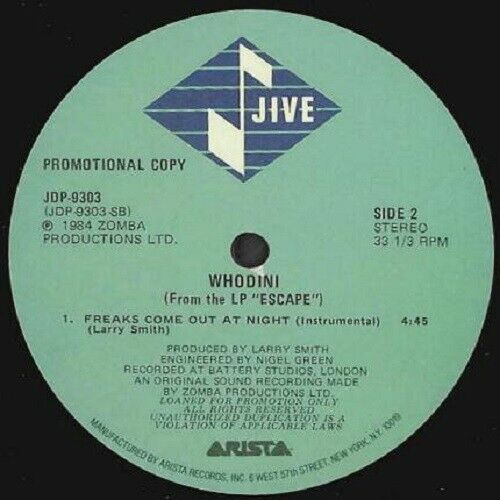 JIVE
PROMOTIONAL COPY
JDP-9303
(JDP-9303-SB)
℗ 1984 ZOMBA
PRODUCTIONS LTD.
SIDE 2
STEREO
33 1/3 RPM
WHODINI
(From the LP "ESCAPE")
1. FREAKS COME OUT AT NIGHT (Instrumental) 4:45
(Larry Smith)
PRODUCED BY LARRY SMITH
ENGINEERED BY NIGEL GREEN
RECORDED AT BATTERY STUDIOS, LONDON
AN ORIGINAL SOUND RECORDING MADE
BY ZOMBA PRODUCTIONS LTD.
LOANED FOR PROMOTION ONLY
ALL RIGHTS RESERVED
UNAUTHORIZED DUPLICATION IS A
VIOLATION OF APPLICABLE LAWS
ARISTA
MANUFACTURED BY ARISTA RECORDS, INC. 6 WEST 57th STREET, NEW YORK, N.Y. 10019